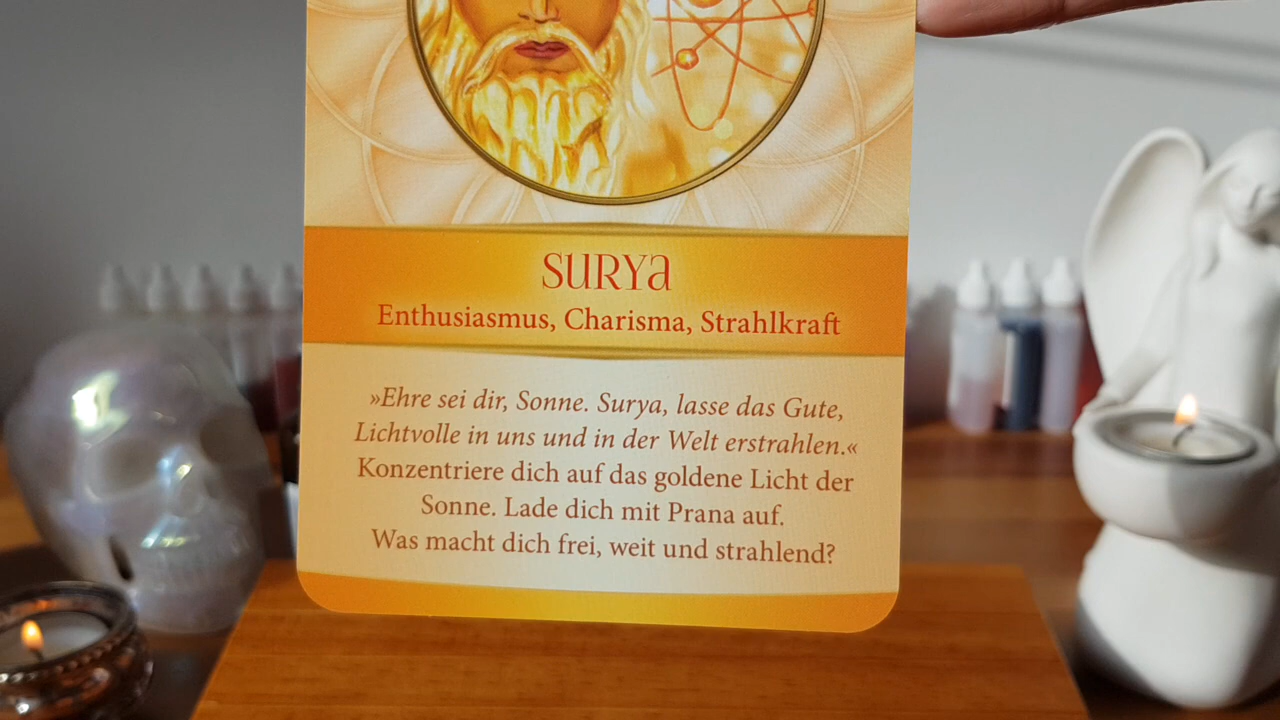 SURYA
Enthusiasmus, Charisma, Strahlkraft
»Ehre sei dir, Sonne. Surya, lasse das Gute,
Lichtvolle in uns und in der Welt erstrahlen.«
Konzentriere dich auf das goldene Licht der
Sonne. Lade dich mit Prana auf.
Was macht dich frei, weit und strahlend?